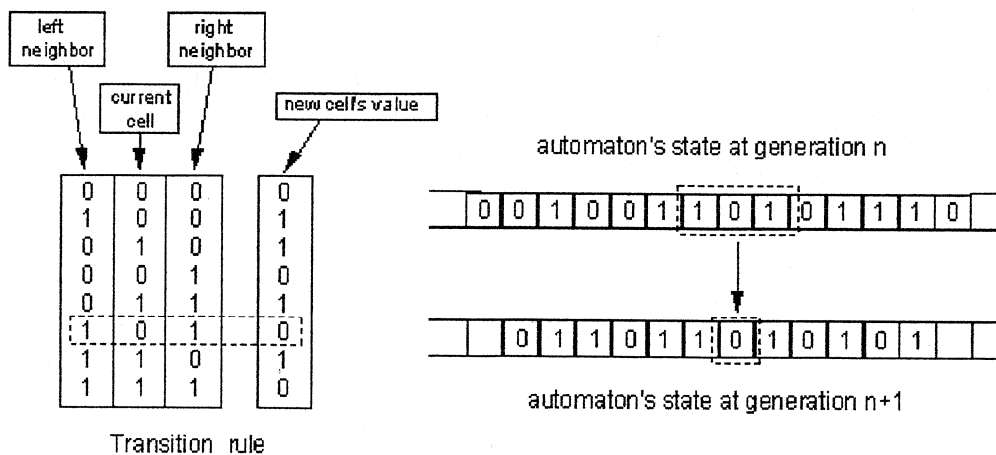 left
neighbor
right
neighbor
current
cell
new cell's value
0 0 0 0
1 0 0 1
0 1 0 1
0 0 1 0
0 1 1 1
1 0 1 0
1 1 0 1
1 1 1 0
Transition rule
automaton's state at generation n
0 0 1 0 0 1 1 0 1 0 1 1 1 0
0 1 1 0 1 1 0 1 0 1 0 1
automaton's state at generation n+1